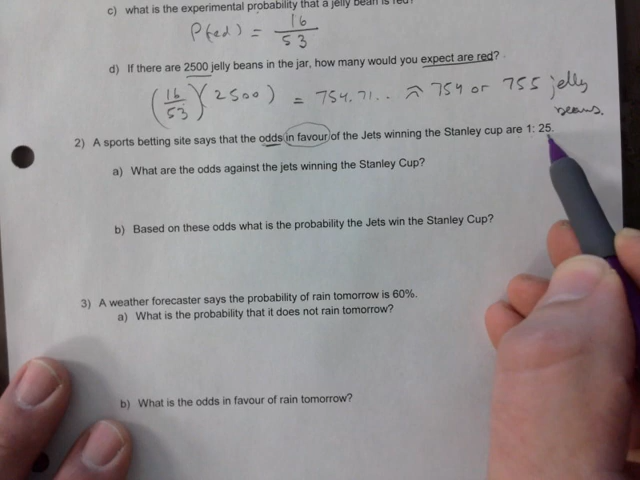 c) what is the experimental probability that a jelly bean is red?
P(red) = 16/53
d) If there are 2500 jelly beans in the jar, how many would you expect are red?
(16/53)(2500) = 754.71.. ≈ 754 or 755 jelly
beans.
2) A sports betting site says that the odds in favour of the Jets winning the Stanley cup are 1: 25.
a) What are the odds against the jets winning the Stanley Cup?
b) Based on these odds what is the probability the Jets win the Stanley Cup?
3) A weather forecaster says the probability of rain tomorrow is 60%.
a) What is the probability that it does not rain tomorrow?
b) What is the odds in favour of rain tomorrow?